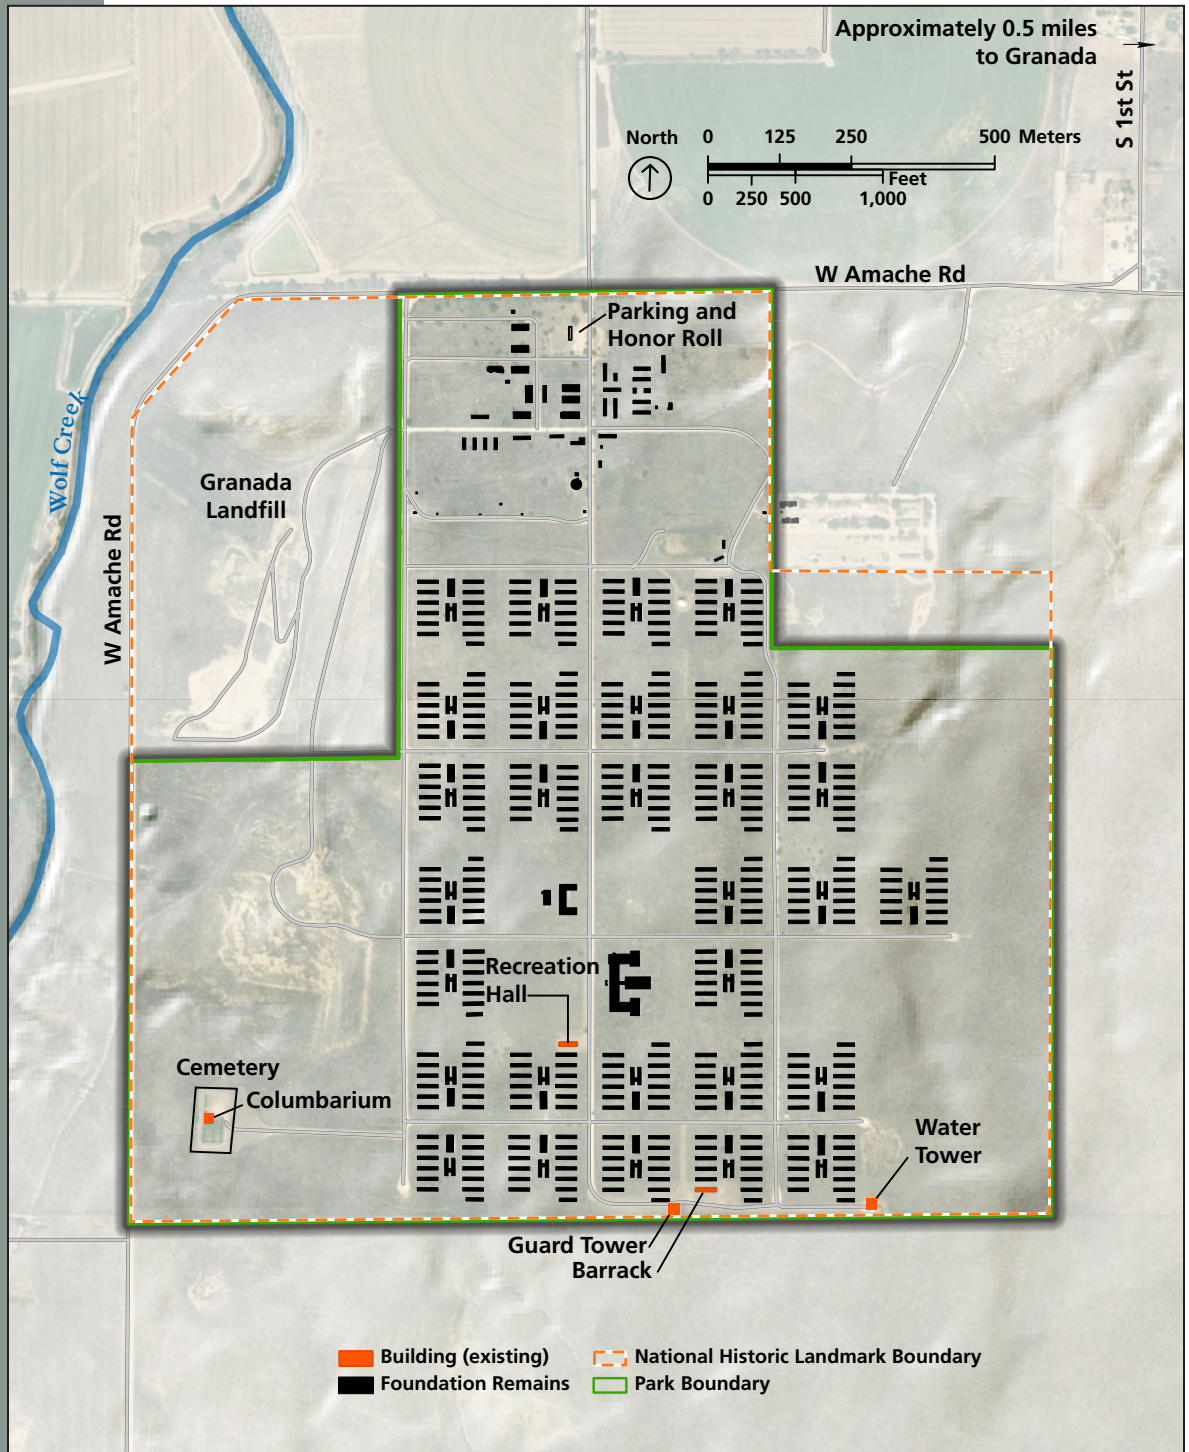 Approximately 0.5 miles
to Granada
S 1st St
North
0 125 250 500 Meters
Feet
0 250 500 1,000
W Amache Rd
Parking and
Honor Roll
Wolf Creek
Granada
Landfill
W Amache Rd
Recreation
Hall
Cemetery
Columbarium
Water
Tower
Guard Tower
Barrack
Building (existing)
National Historic Landmark Boundary
Foundation Remains
Park Boundary